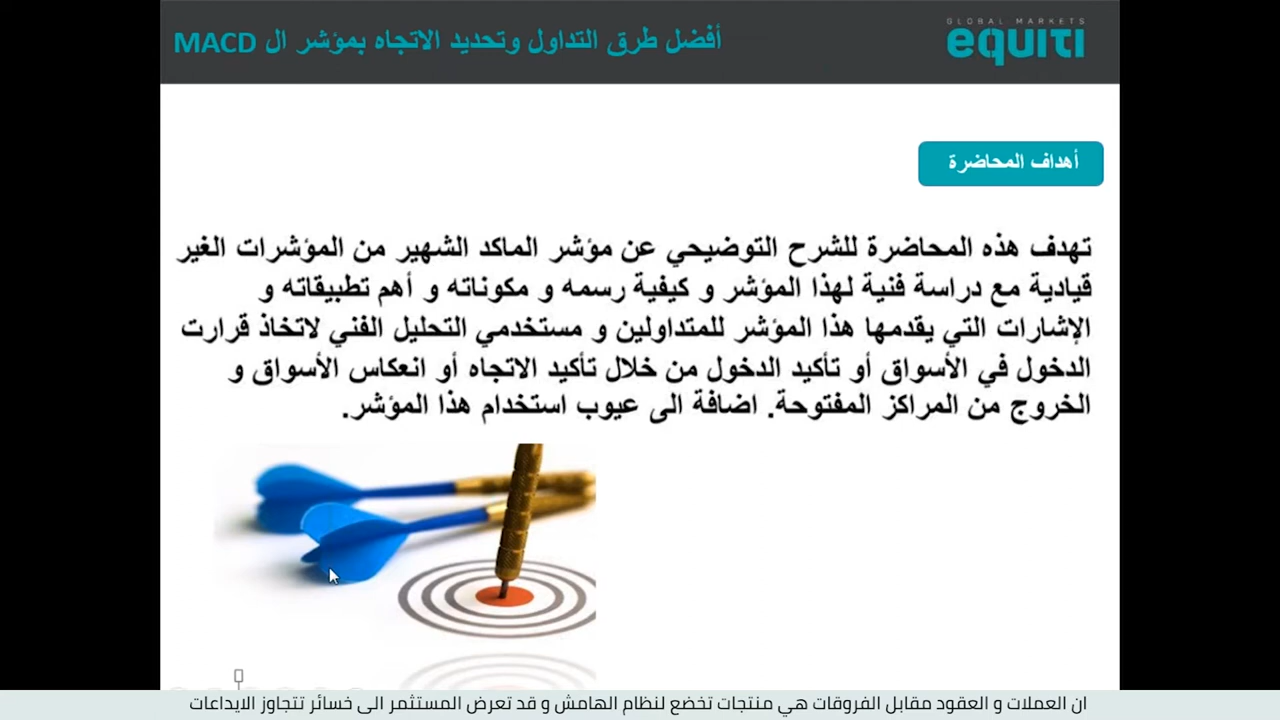 GLOBAL MARKETS
equiti
أفضل طرق التداول وتحديد الاتجاه بمؤشر ال MACD
أهداف المحاضرة
تهدف هذه المحاضرة للشرح التوضيحي عن مؤشر الماكد الشهير من المؤشرات الغير
قيادية مع دراسة فنية لهذا المؤشر و كيفية رسمه و مكوناته و أهم تطبيقاته و
الإشارات التي يقدمها هذا المؤشر للمتداولين و مستخدمي التحليل الفني لاتخاذ قرارت
الدخول في الأسواق أو تأكيد الدخول من خلال تأكيد الاتجاه أو انعكاس الأسواق و
الخروج من المراكز المفتوحة. اضافة الى عيوب استخدام هذا المؤشر.
ان العملات و العقود مقابل الفروقات هي منتجات تخضع لنظام الهامش و قد تعرض المستثمر الى خسائر تتجاوز الايداعات